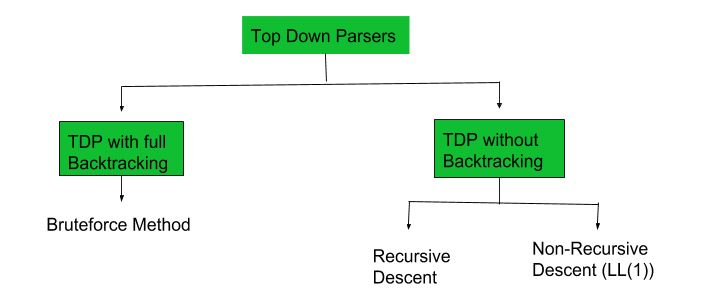 Top Down Parsers
TDP with full
Backtracking
TDP without
Backtracking
Bruteforce Method
Recursive
Descent
Non-Recursive
Descent (LL(1))